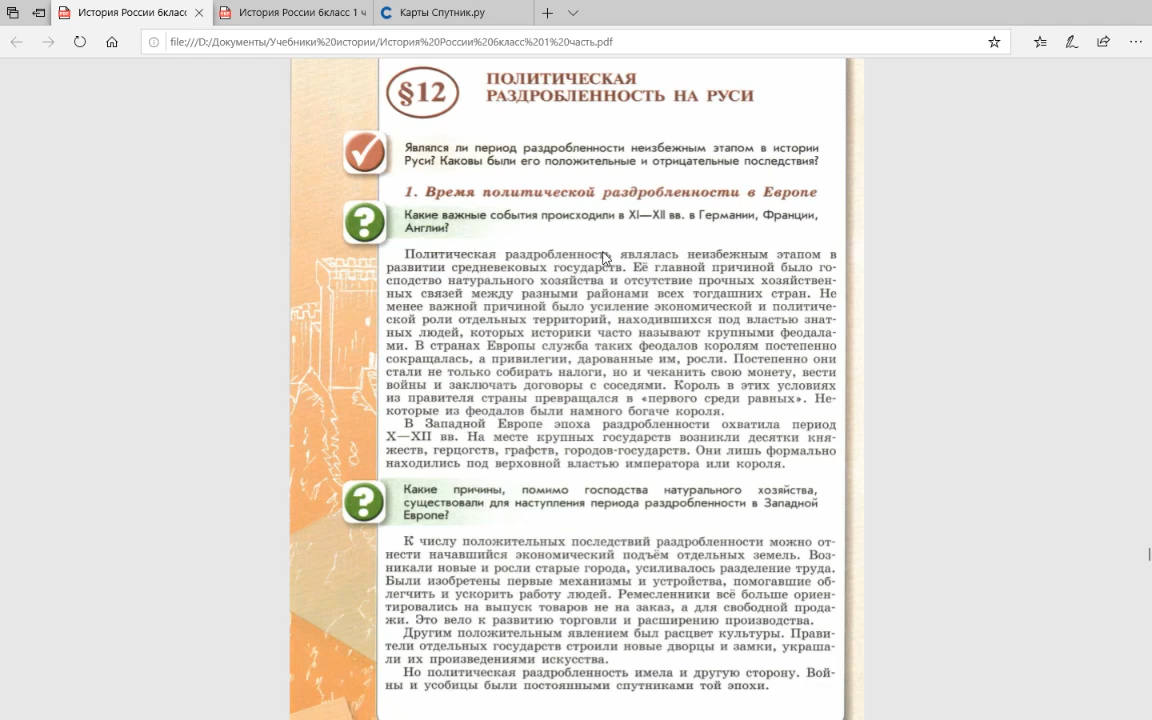 История России 6класс
История России 6класс 1 ч
Карты Спутник.ру
file:///D:/Документы/Учебники%20истории/История%20России%206класс%201%20часть.pdf
§12
ПОЛИТИЧЕСКАЯ
РАЗДРОБЛЕННОСТЬ НА РУСИ
Являлся ли период раздробленности неизбежным этапом в истории
Руси? Каковы были его положительные и отрицательные последствия?
1. Время политической раздробленности в Европе
Какие важные события происходили в XI—XII вв. в Германии, Франции,
Англии?
Политическая раздробленность являлась неизбежным этапом в
развитии средневековых государств. Её главной причиной было го-
сподство натурального хозяйства и отсутствие прочных хозяйствен-
ных связей между разными районами всех тогдашних стран. Не
менее важной причиной было усиление экономической и политиче-
ской роли отдельных территорий, находившихся под властью знат-
ных людей, которых историки часто называют крупными феодала-
ми. В странах Европы служба таких феодалов королям постепенно
сокращалась, а привилегии, дарованные им, росли. Постепенно они
стали не только собирать налоги, но и чеканить свою монету, вести
войны и заключать договоры с соседями. Король в этих условиях
из правителя страны превращался в «первого среди равных». Не-
которые из феодалов были намного богаче короля.
В Западной Европе эпоха раздробленности охватила период
X—XII вв. На месте крупных государств возникли десятки кня-
жеств, герцогств, графств, городов-государств. Они лишь формально
находились под верховной властью императора или короля.
Какие причины, помимо господства натурального хозяйства,
существовали для наступления периода раздробленности в Западной
Европе?
К числу положительных последствий раздробленности можно от-
нести начавшийся экономический подъём отдельных земель. Воз-
никали новые и росли старые города, усиливалось разделение труда.
Были изобретены первые механизмы и устройства, помогавшие об-
легчить и ускорить работу людей. Ремесленники всё больше ориен-
тировались на выпуск товаров не на заказ, а для свободной прода-
жи. Это вело к развитию торговли и расширению производства.
Другим положительным явлением был расцвет культуры. Прави-
тели отдельных государств строили новые дворцы и замки, украша-
ли их произведениями искусства.
Но политическая раздробленность имела и другую сторону. Вой-
ны и усобицы были постоянными спутниками той эпохи.